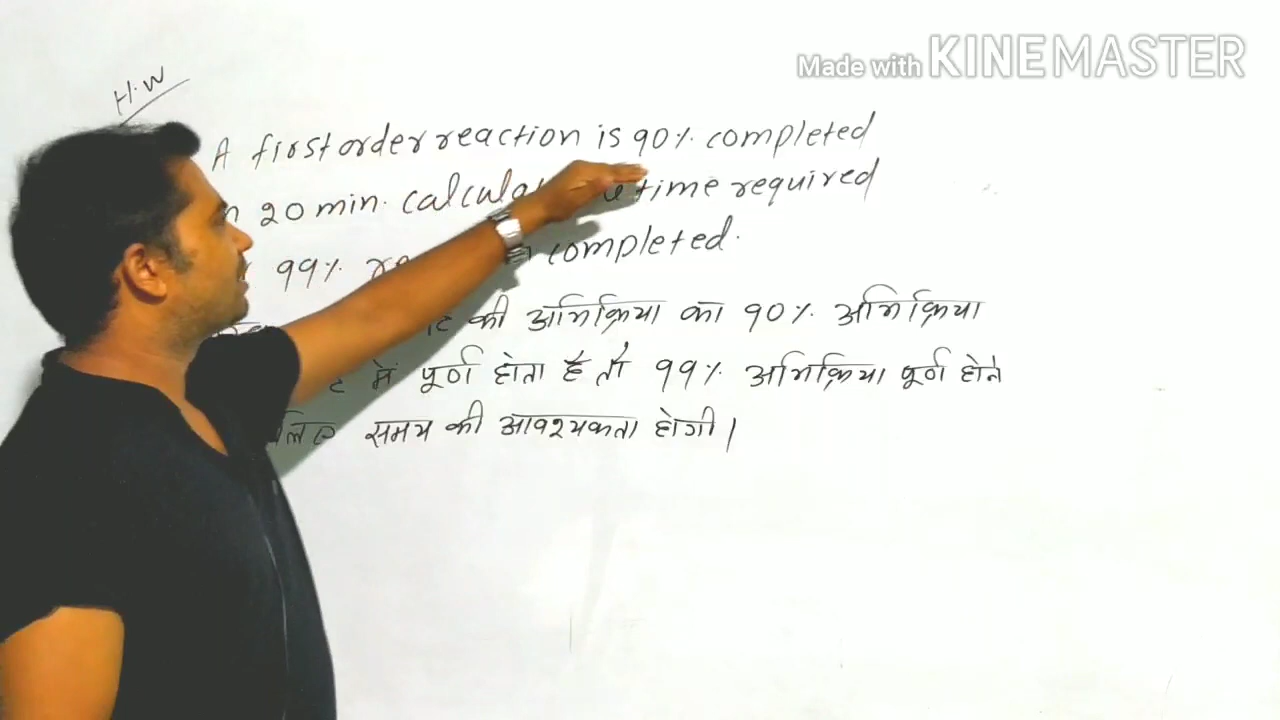 Made with KINEMASTER
H.W
A first order reaction is 90% completed
20 min. calcula time required
99% completed.
की अभिक्रिया का 90% अभिक्रिया
में पूर्ण होता है तो 99% अभिक्रिया पूर्ण होने
लिए समय की आवश्यकता होगी।